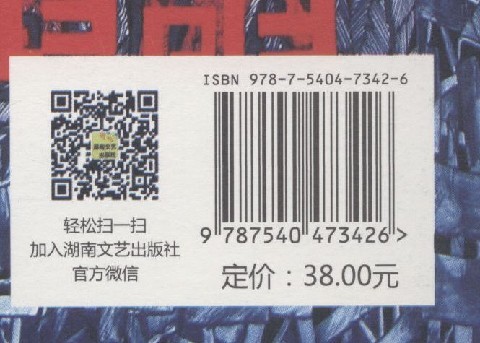 ISBN 978-7-5404-7342-6
轻松扫一扫
加入湖南文艺出版社
官方微信
9 787540 473426 >
定价：38.00元